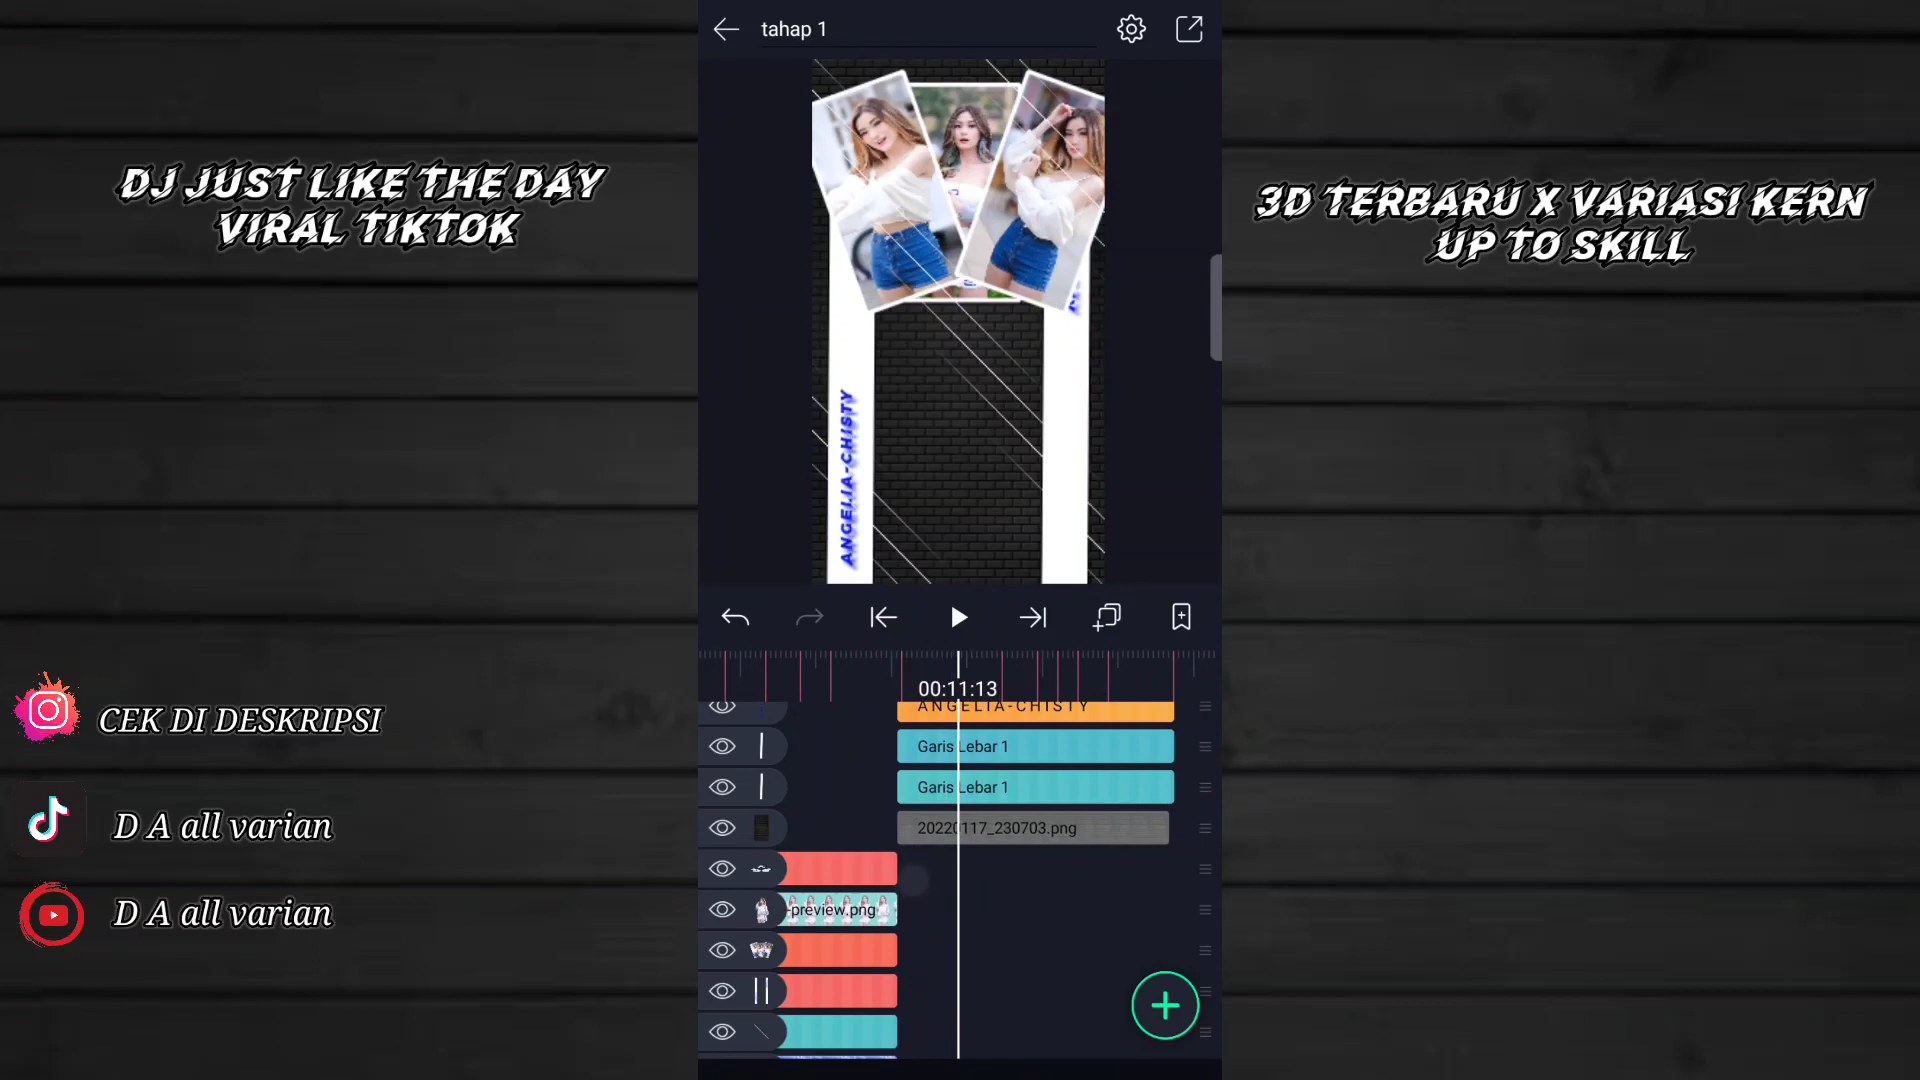 tahap 1
DJ JUST LIKE THE DAY
VIRAL TIKTOK
3D TERBARU X VARIASI KERN
UP TO SKILL
ANGELIA-CHISTY
00:11:13
ANGELIA-CHISTY
Garis Lebar 1
Garis Lebar 1
20220117_230703.png
-preview.png
CEK DI DESKRIPSI
D A all varian
D A all varian